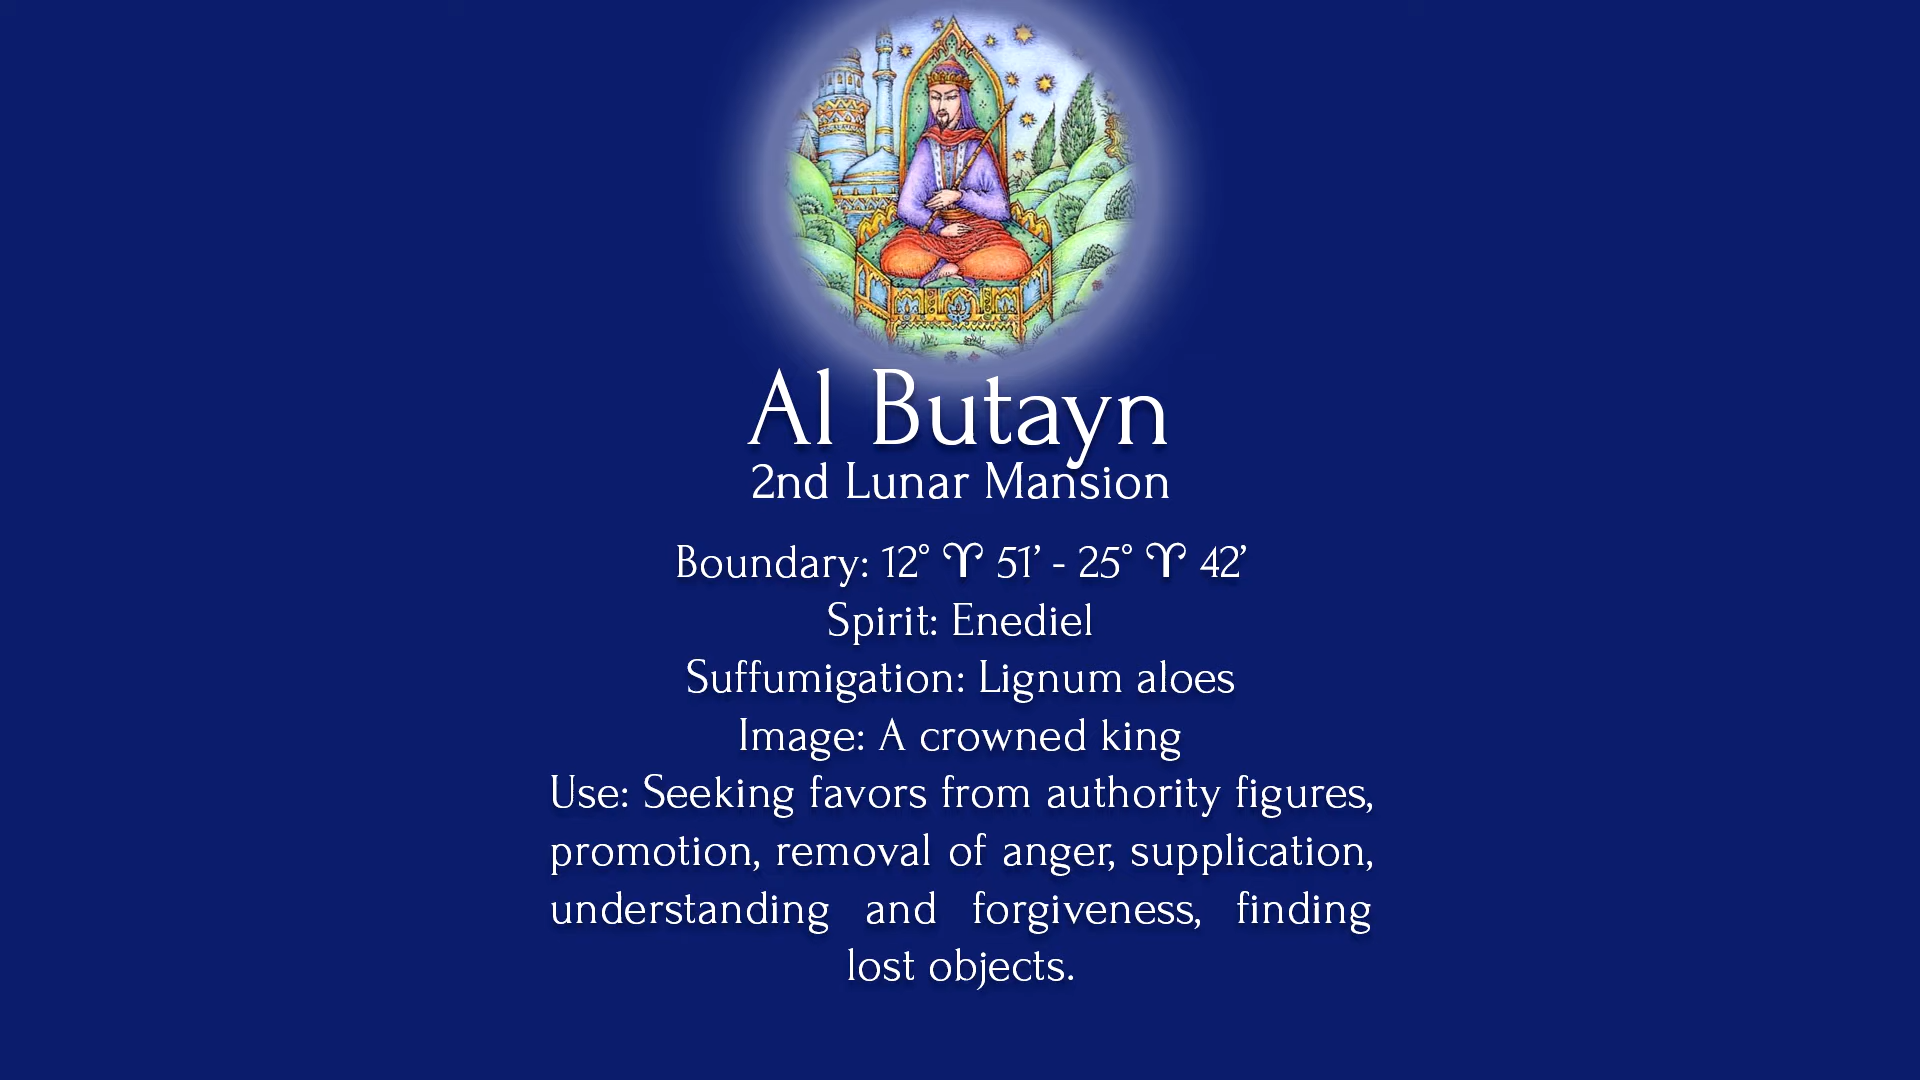 Al Butayn
2nd Lunar Mansion
Boundary: 12° ♈ 51’ - 25° ♈ 42’
Spirit: Enediel
Suffumigation: Lignum aloes
Image: A crowned king
Use: Seeking favors from authority figures,
promotion, removal of anger, supplication,
understanding and forgiveness, finding
lost objects.